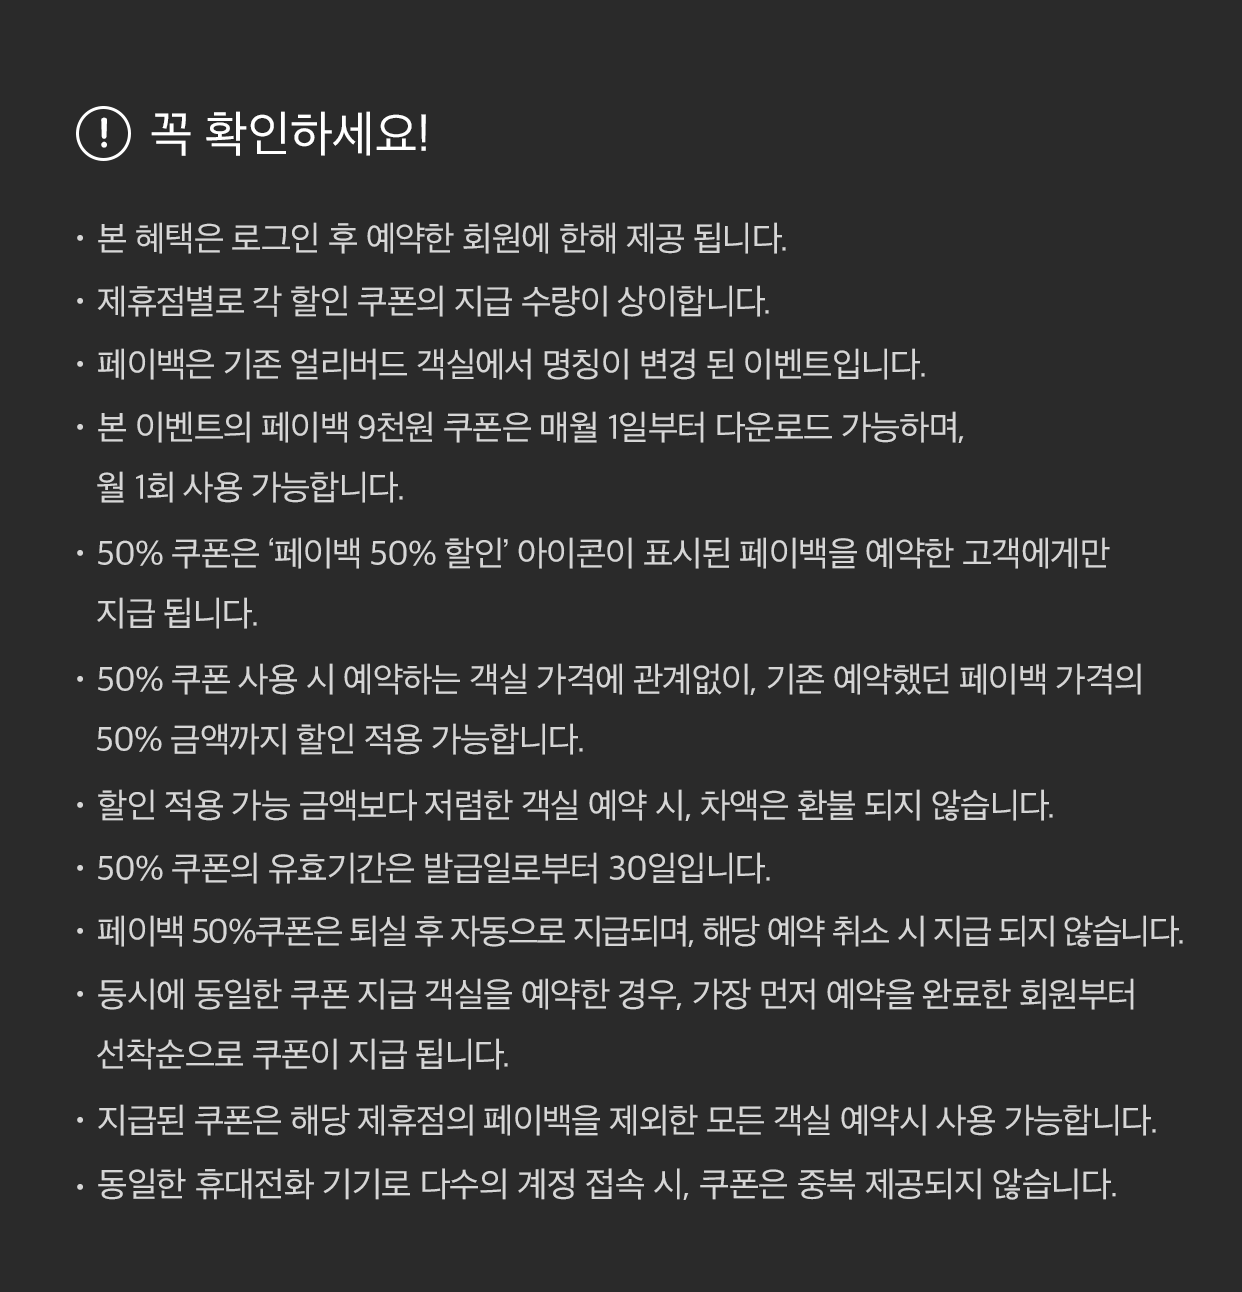 꼭 확인하세요!
• 본 혜택은 로그인 후 예약한 회원에 한해 제공 됩니다.
• 제휴점별로 각 할인 쿠폰의 지급 수량이 상이합니다.
• 페이백은 기존 얼리버드 객실에서 명칭이 변경 된 이벤트입니다.
• 본 이벤트의 페이백 9천원 쿠폰은 매월 1일부터 다운로드 가능하며,
월 1회 사용 가능합니다.
• 50% 쿠폰은 ‘페이백 50% 할인’ 아이콘이 표시된 페이백을 예약한 고객에게만
지급 됩니다.
• 50% 쿠폰 사용 시 예약하는 객실 가격에 관계없이, 기존 예약했던 페이백 가격의
50% 금액까지 할인 적용 가능합니다.
• 할인 적용 가능 금액보다 저렴한 객실 예약 시, 차액은 환불 되지 않습니다.
• 50% 쿠폰의 유효기간은 발급일로부터 30일입니다.
• 페이백 50%쿠폰은 퇴실 후 자동으로 지급되며, 해당 예약 취소 시 지급 되지 않습니다.
• 동시에 동일한 쿠폰 지급 객실을 예약한 경우, 가장 먼저 예약을 완료한 회원부터
선착순으로 쿠폰이 지급 됩니다.
• 지급된 쿠폰은 해당 제휴점의 페이백을 제외한 모든 객실 예약시 사용 가능합니다.
• 동일한 휴대전화 기기로 다수의 계정 접속 시, 쿠폰은 중복 제공되지 않습니다.